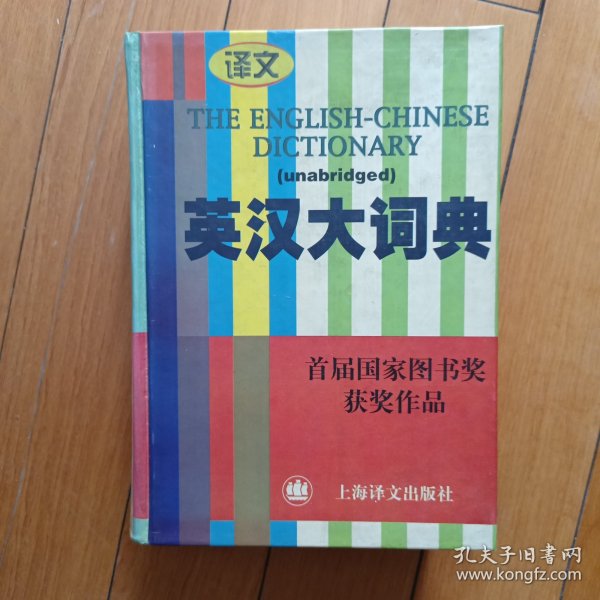 译文
THE ENGLISH-CHINESE
DICTIONARY
(unabridged)
英汉大词典
首届国家图书奖
获奖作品
上海译文出版社
孔夫子旧書网
www.kongfz.com